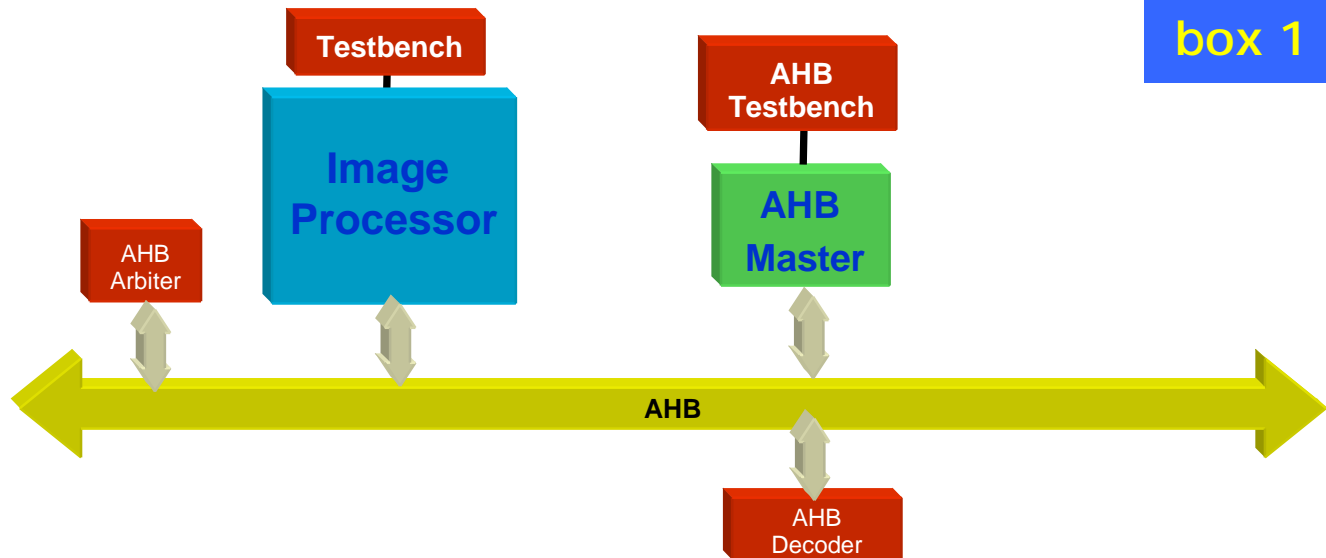 box 1
Testbench
AHB
Testbench
Image
Processor
AHB
Master
AHB
Arbiter
AHB
AHB
Decoder